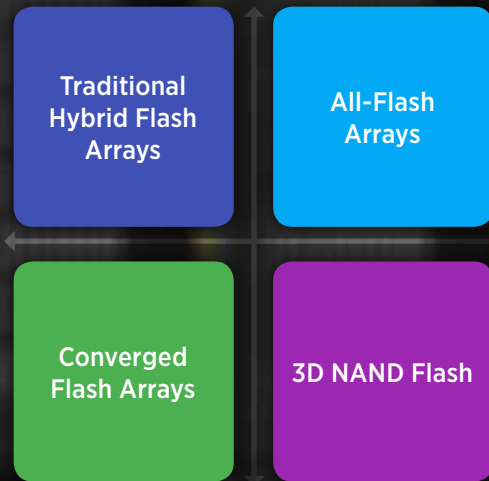 Traditional
Hybrid Flash
Arrays
All-Flash
Arrays
Converged
Flash Arrays
3D NAND Flash